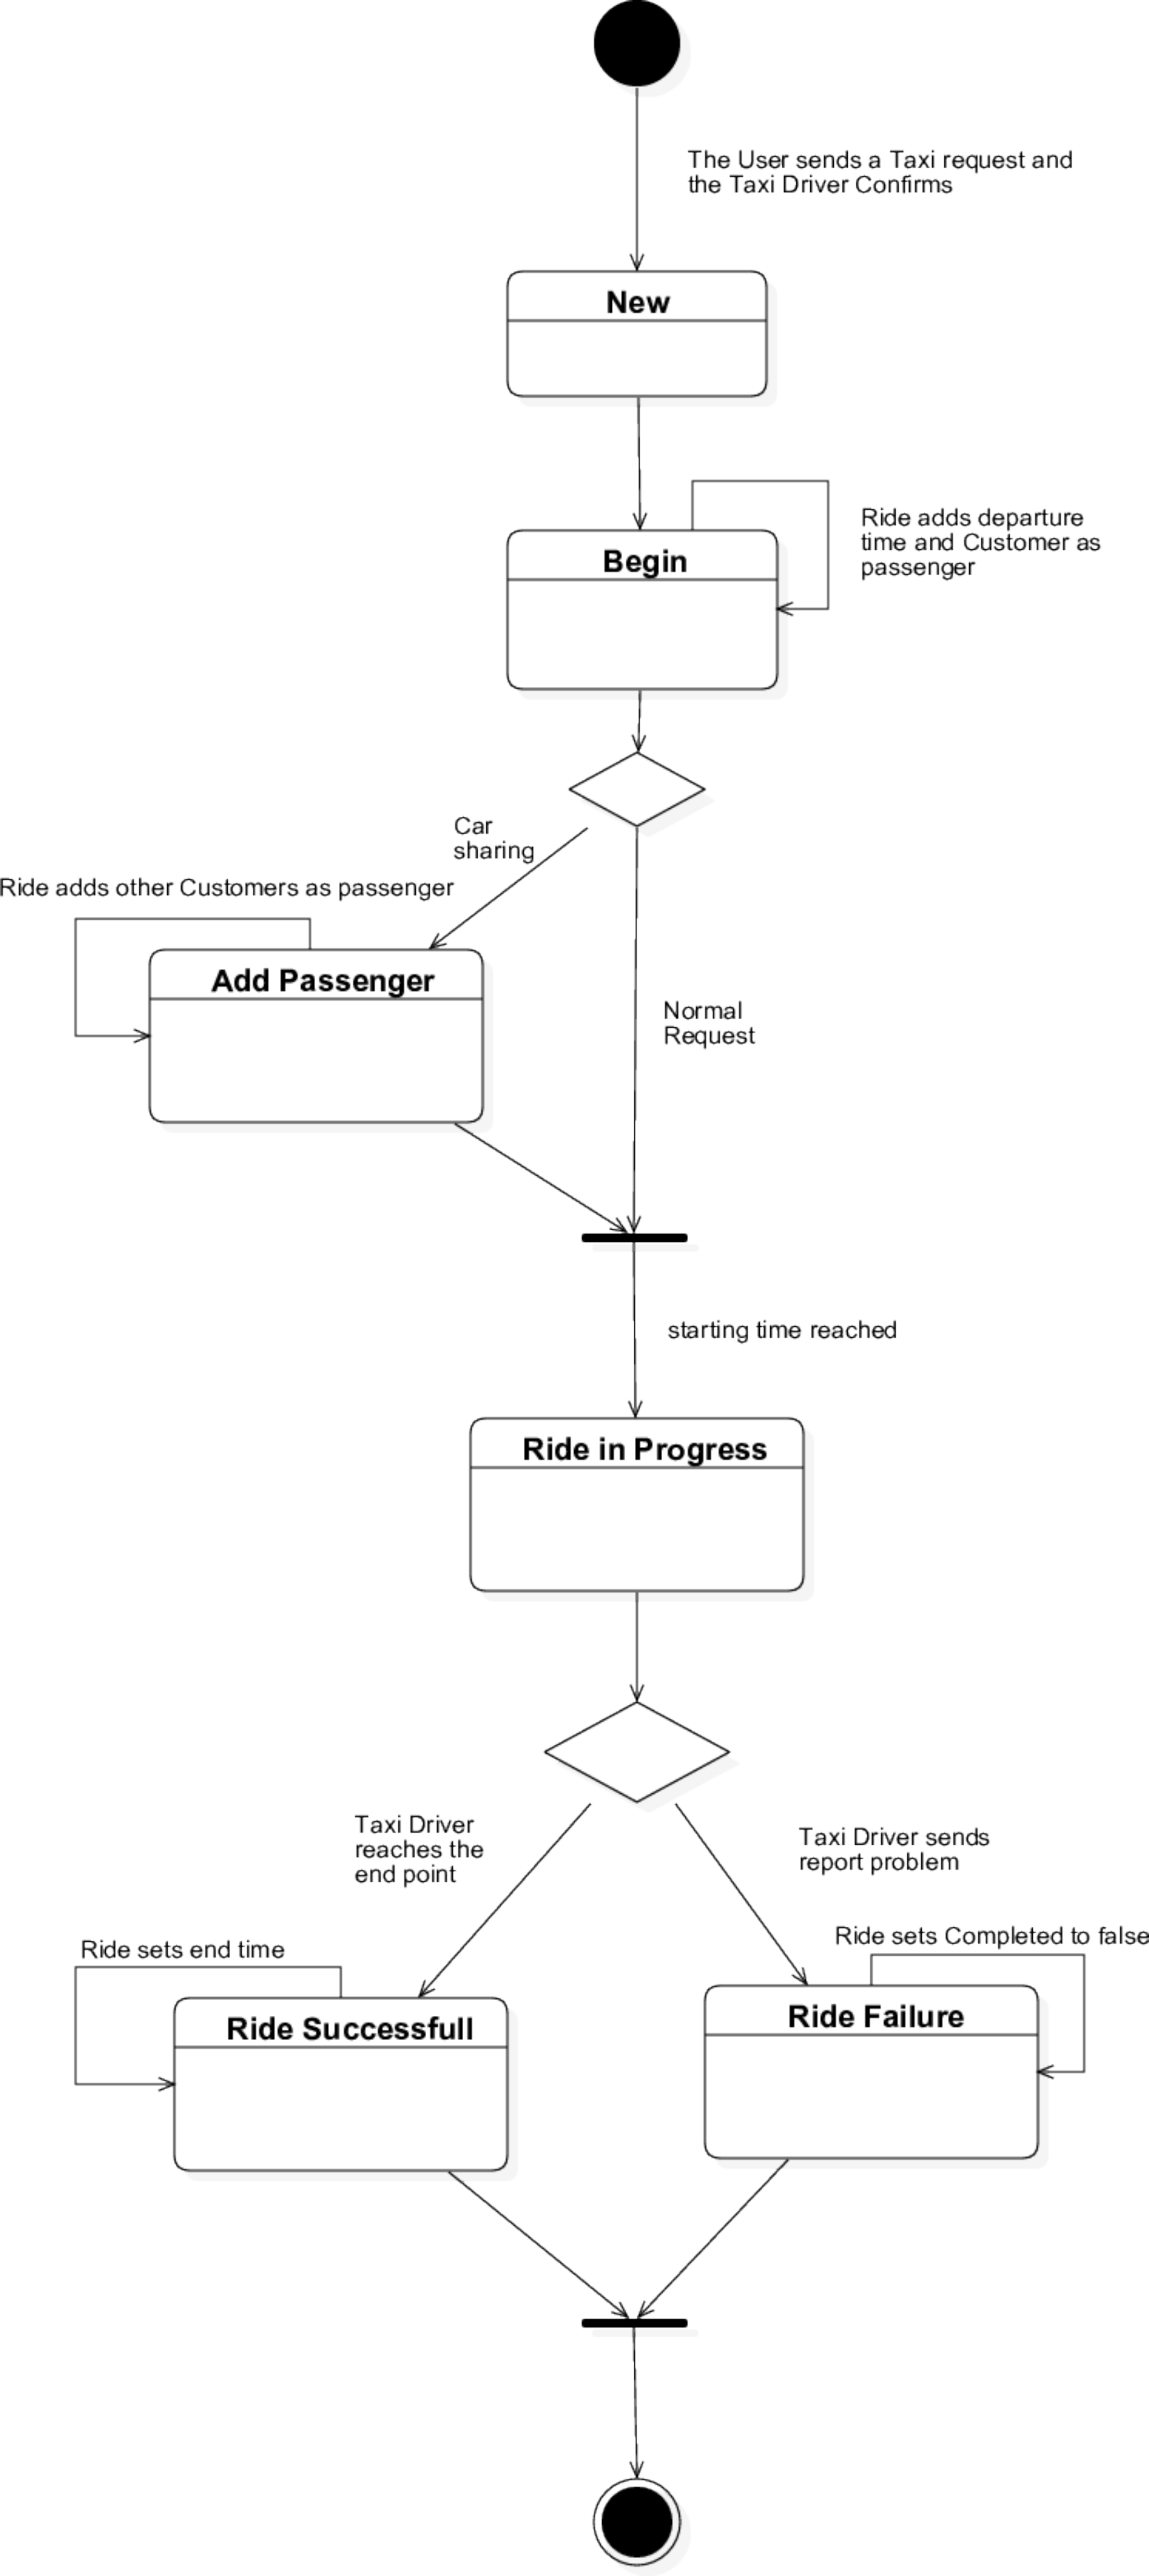 The User sends a Taxi request and
the Taxi Driver Confirms
New
Ride adds departure
time and Customer as
passenger
Begin
Car
sharing
Ride adds other Customers as passenger
Add Passenger
Normal
Request
starting time reached
Ride in Progress
Taxi Driver
reaches the
end point
Taxi Driver sends
report problem
Ride sets end time
Ride sets Completed to false
Ride Successfull
Ride Failure